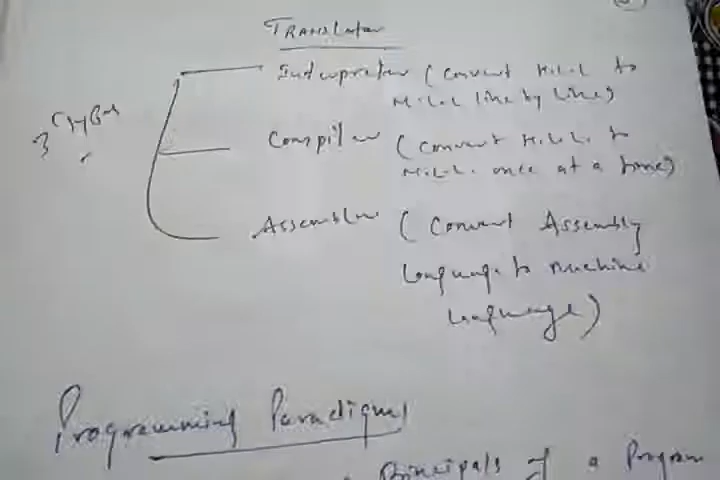 Translator
Interpreter (Convert H.L.L to
M.L.L line by line)
3 Types
Compiler (Convert H.L.L. to
M.L.L. once at a time)
Assembler (Convert Assembly
Language to machine
language)
Programming Paradigms
Principals of a Program